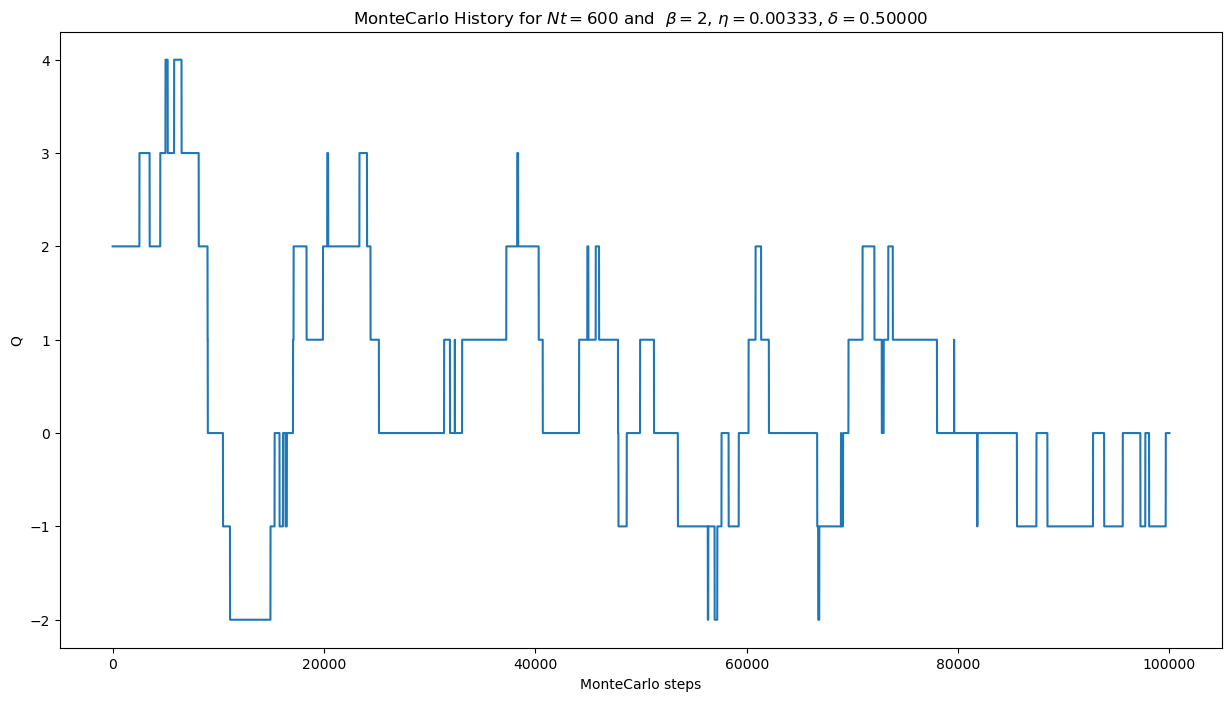 MonteCarlo History for Nt = 600 and β = 2, η = 0.00333, δ = 0.50000
4
3
2
1
0
−1
−2
Q
0 20000 40000 60000 80000 100000
MonteCarlo steps